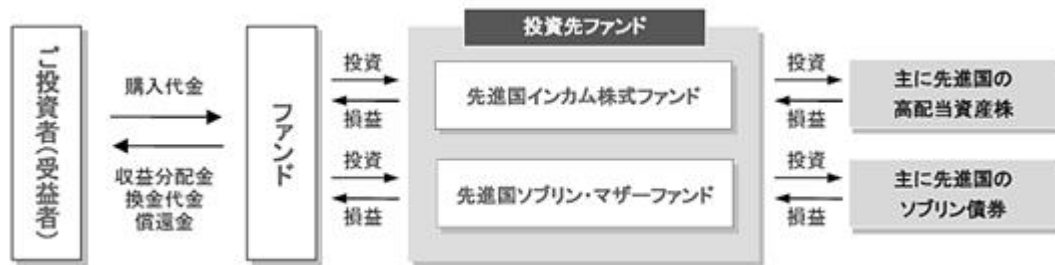 ご投資者(受益者)
購入代金
収益分配金
換金代金
償還金
ファンド
投資
損益
投資
損益
投資先ファンド
先進国インカム株式ファンド
先進国ソブリン・マザーファンド
投資
損益
投資
損益
主に先進国の
高配当資産株
主に先進国の
ソブリン債券